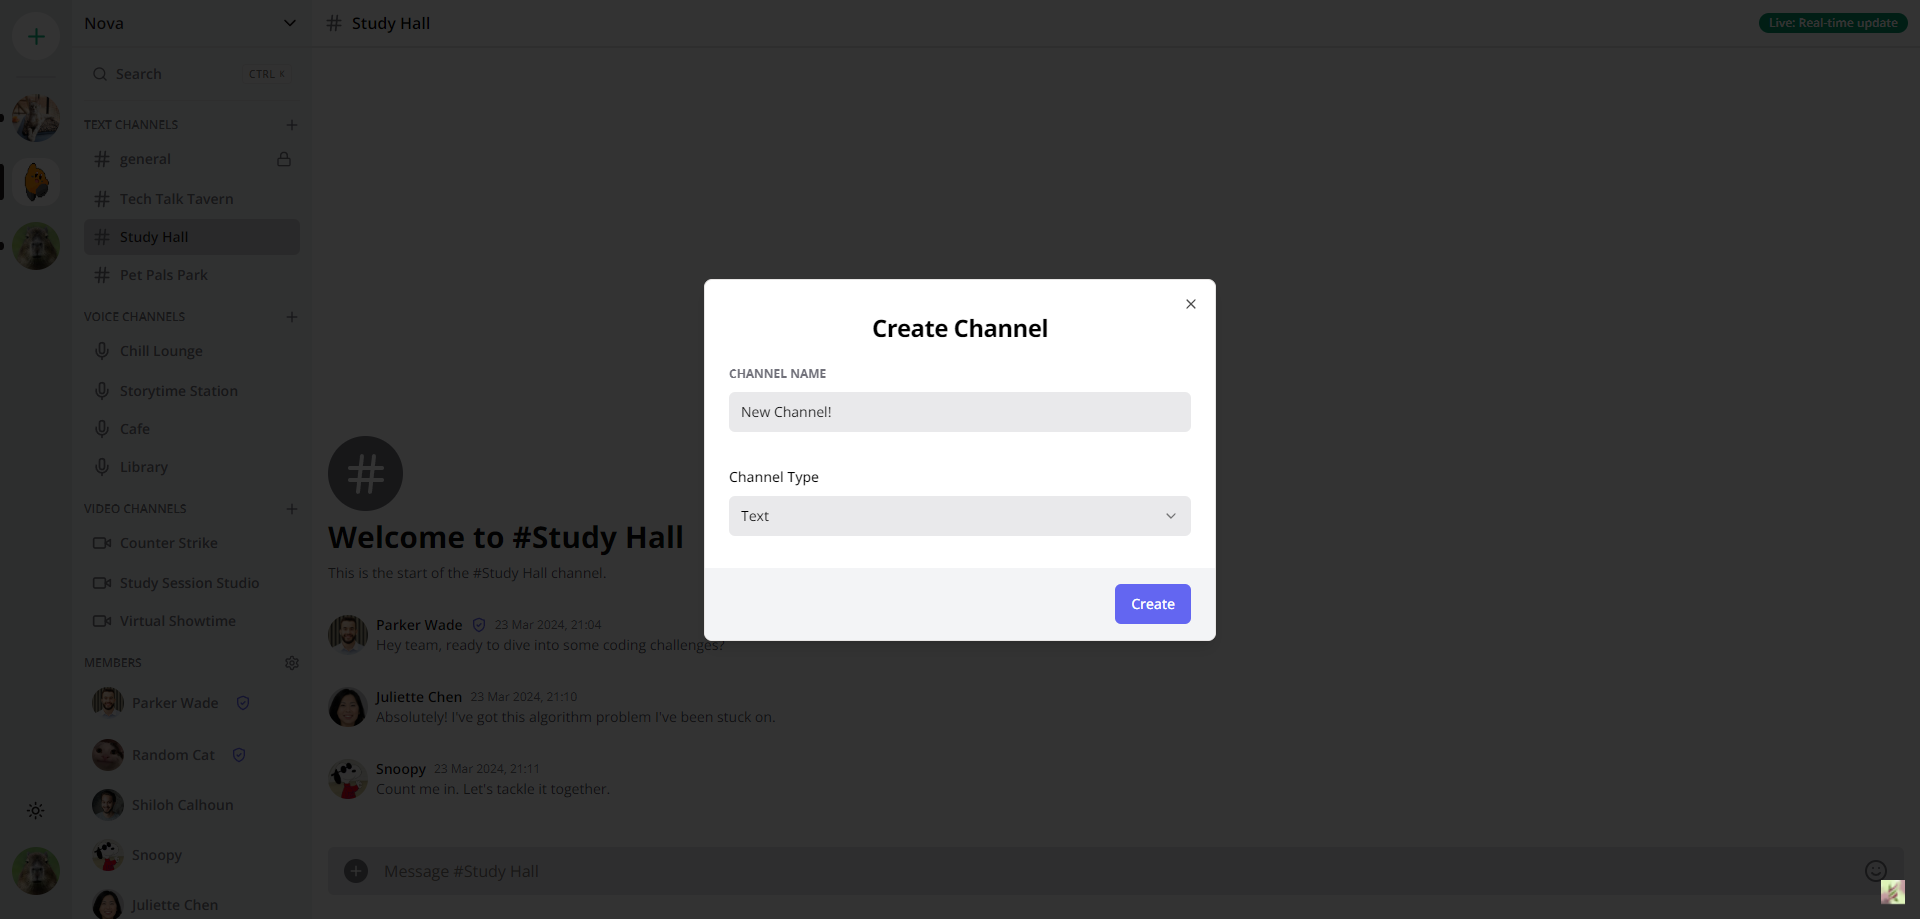 Nova
Search
CTRL K
TEXT CHANNELS
general
Tech Talk Tavern
Study Hall
Pet Pals Park
VOICE CHANNELS
Chill Lounge
Storytime Station
Cafe
Library
VIDEO CHANNELS
Counter Strike
Study Session Studio
Virtual Showtime
MEMBERS
Parker Wade
Random Cat
Shiloh Calhoun
Snoopy
Juliette Chen
# Study Hall
Live: Real-time update
Welcome to #Study Hall
This is the start of the #Study Hall channel.
Parker Wade 23 Mar 2024, 21:04
Hey team, ready to dive into some coding challenges?
Juliette Chen 23 Mar 2024, 21:10
Absolutely! I've got this algorithm problem I've been stuck on.
Snoopy 23 Mar 2024, 21:11
Count me in. Let's tackle it together.
Message #Study Hall
Create Channel
CHANNEL NAME
New Channel!
Channel Type
Text
Create